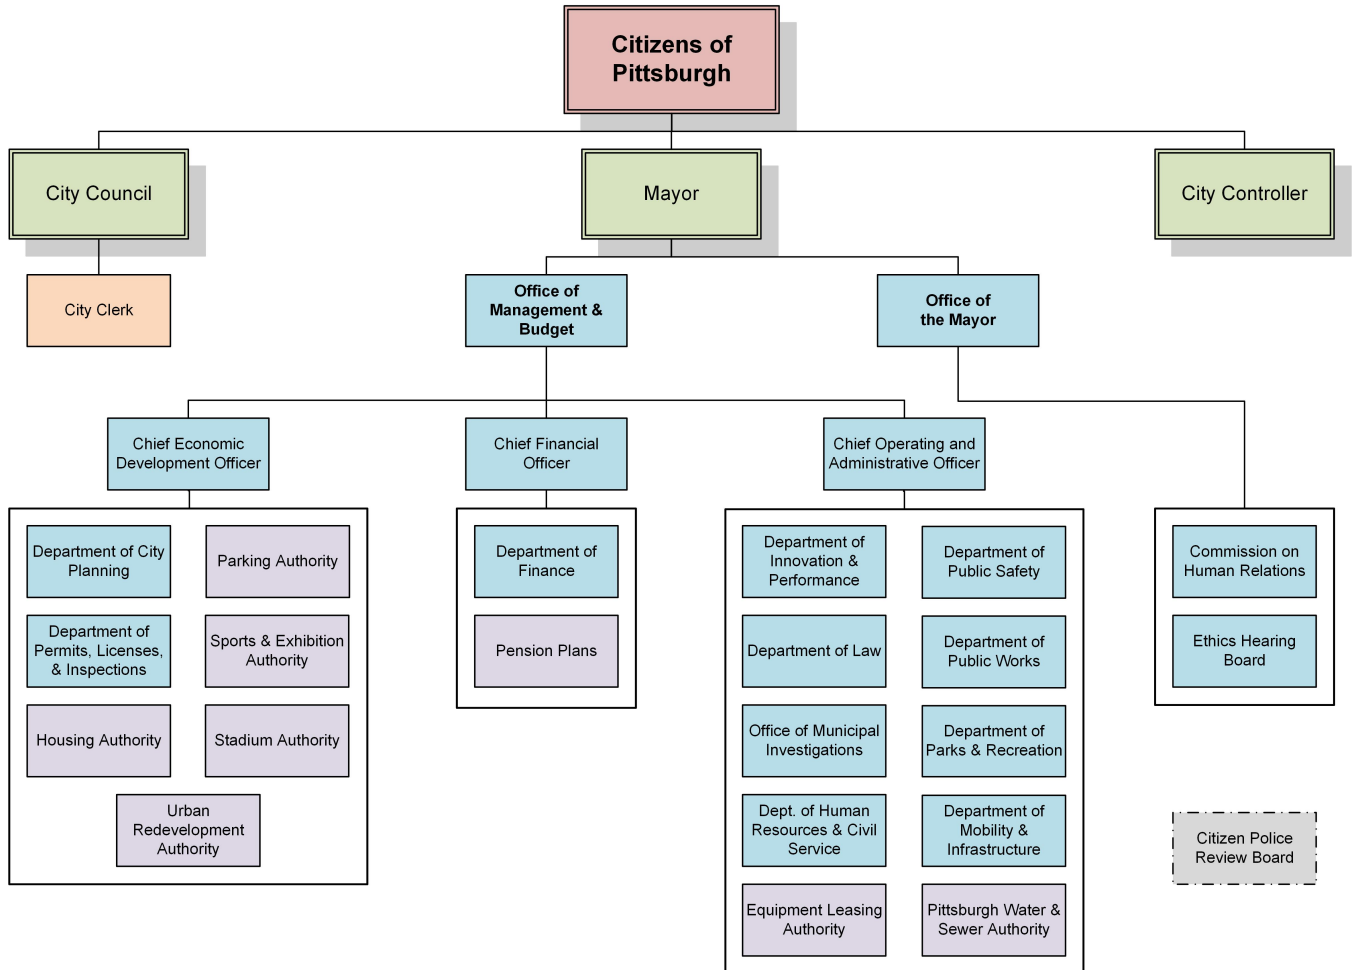 Citizens of
Pittsburgh
City Council
Mayor
City Controller
City Clerk
Office of
Management &
Budget
Office of
the Mayor
Chief Economic
Development Officer
Chief Financial
Officer
Chief Operating and
Administrative Officer
Department of City
Planning
Parking Authority
Department of
Permits, Licenses,
& Inspections
Sports & Exhibition
Authority
Housing Authority
Stadium Authority
Urban
Redevelopment
Authority
Department of
Finance
Pension Plans
Department of
Innovation &
Performance
Department of
Public Safety
Department of Law
Department of
Public Works
Office of Municipal
Investigations
Department of
Parks & Recreation
Dept. of Human
Resources & Civil
Service
Department of
Mobility &
Infrastructure
Equipment Leasing
Authority
Pittsburgh Water &
Sewer Authority
Commission on
Human Relations
Ethics Hearing
Board
Citizen Police
Review Board